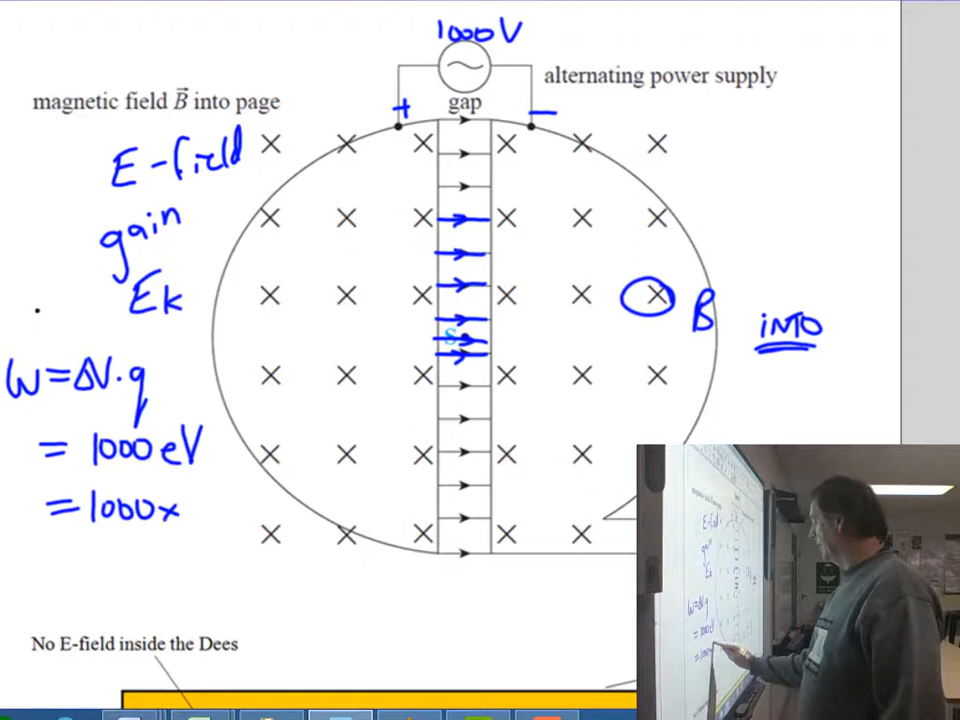 1000V
alternating power supply
magnetic field B⃗ into page
+
gap
−
E-field
gain
Ek
B
INTO
S
W=ΔV·q
= 1000eV
=1000x
No E-field inside the Dees